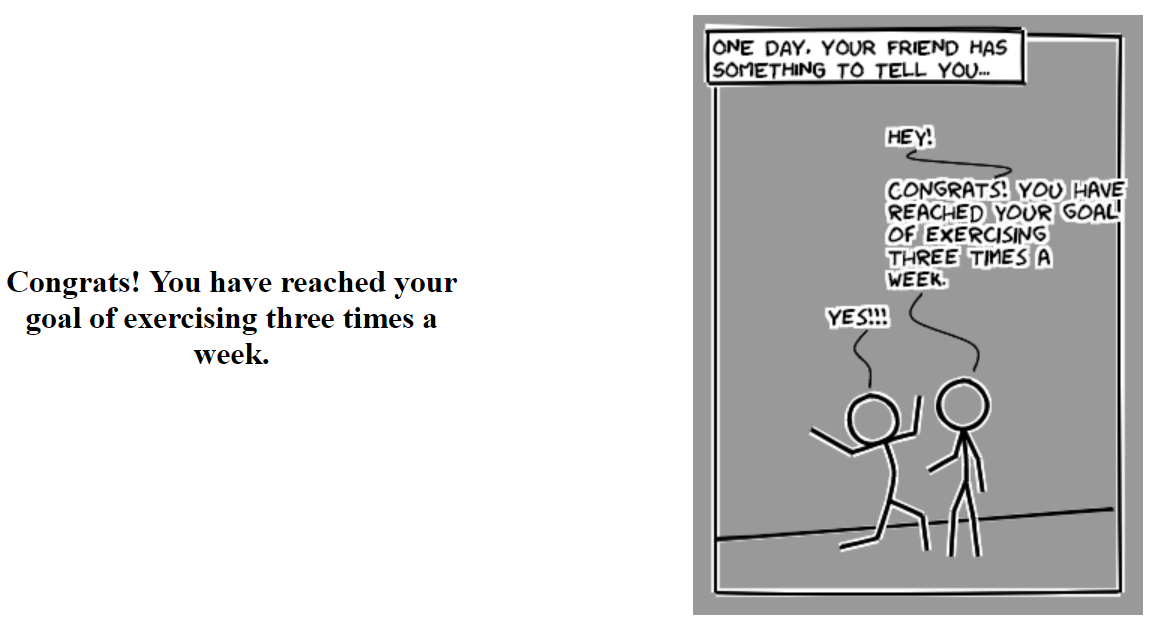 Congrats! You have reached your
goal of exercising three times a
week.
ONE DAY, YOUR FRIEND HAS
SOMETHING TO TELL YOU...
HEY!
CONGRATS! YOU HAVE
REACHED YOUR GOAL
OF EXERCISING
THREE TIMES A
WEEK.
YES!!!